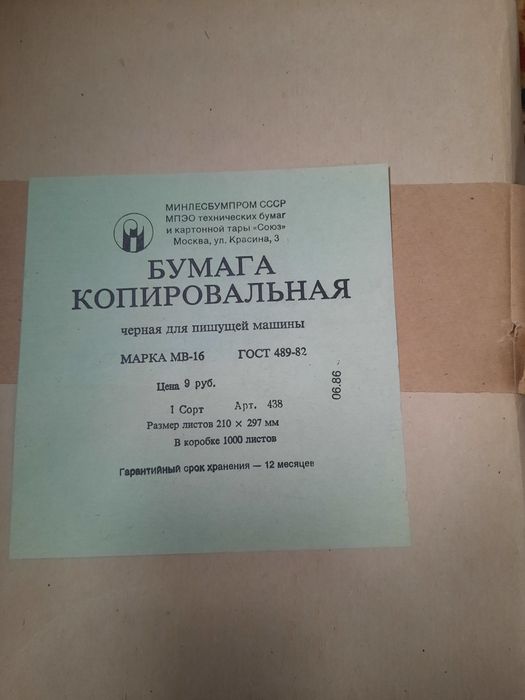 МИНЛЕСБУМПРОМ СССР
МПЭО технических бумаг
и картонной тары «Союз»
Москва, ул. Красина, 3
БУМАГА
КОПИРОВАЛЬНАЯ
черная для пишущей машины
МАРКА МВ-16 ГОСТ 489-82
Цена 9 руб.
1 Сорт Арт. 438
Размер листов 210 × 297 мм
В коробке 1000 листов
Гарантийный срок хранения — 12 месяцев
06.86